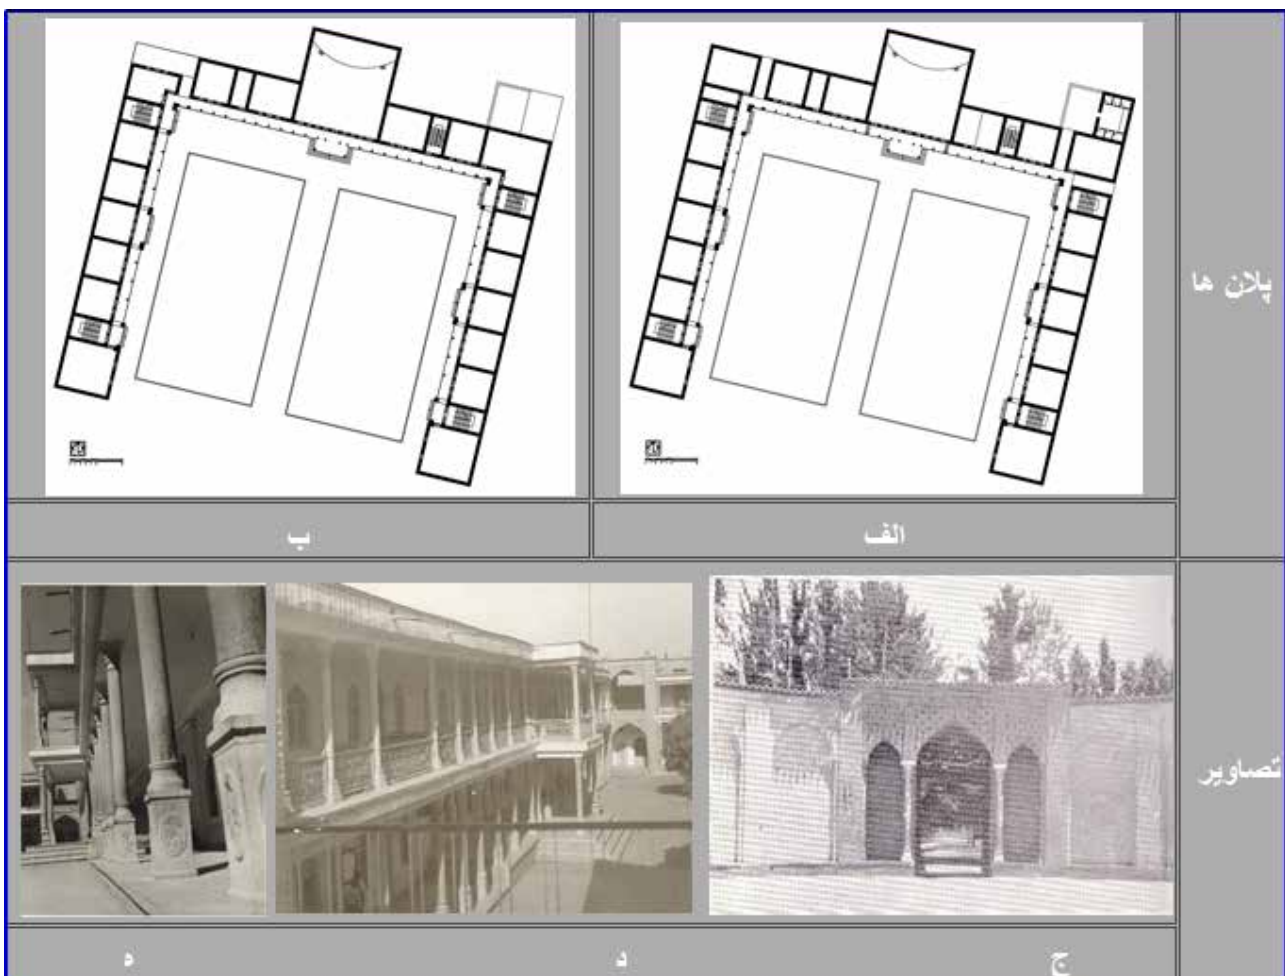 پلان ها
الف
ب
تصاویر
ج
د
ه